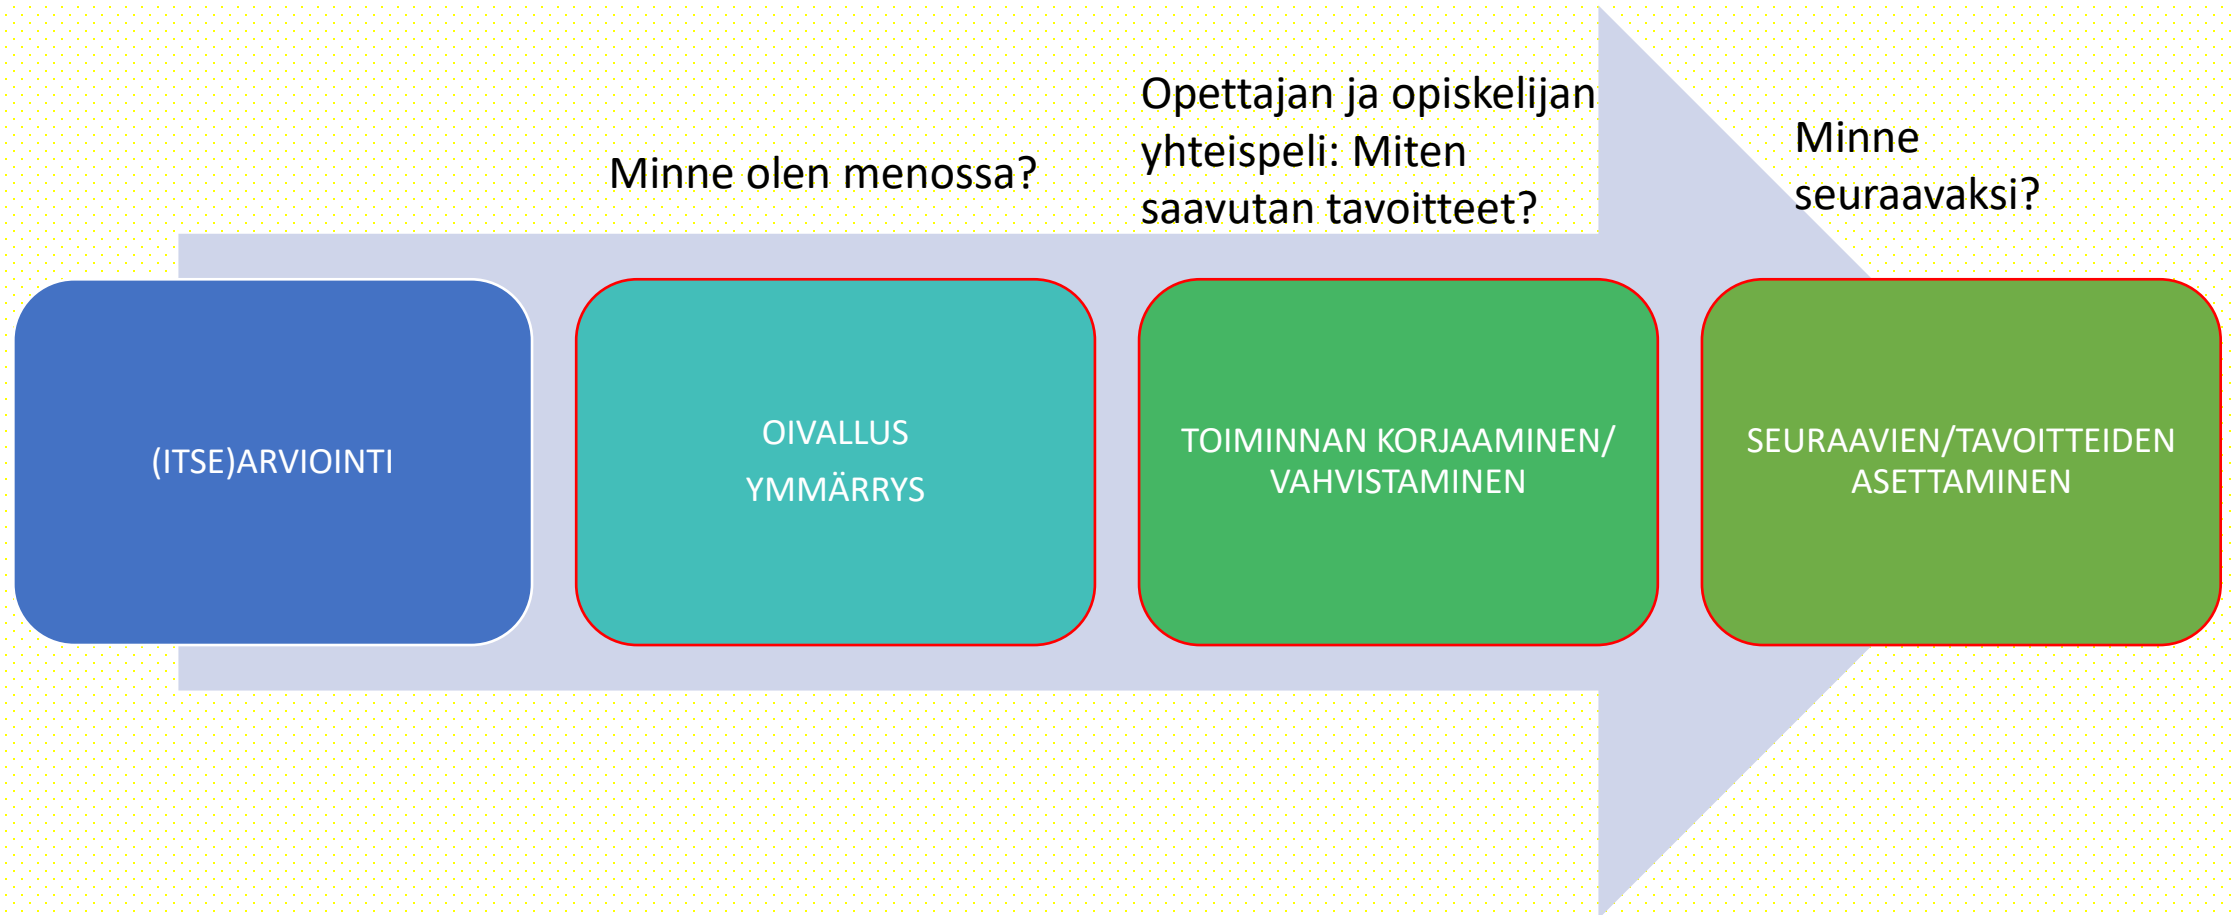 Minne olen menossa?
Opettajan ja opiskelijan
yhteispeli: Miten
saavutan tavoitteet?
Minne
seuraavaksi?
(ITSE)ARVIOINTI
OIVALLUS
YMMÄRRYS
TOIMINNAN KORJAAMINEN/
VAHVISTAMINEN
SEURAAVIEN/TAVOITTEIDEN
ASETTAMINEN